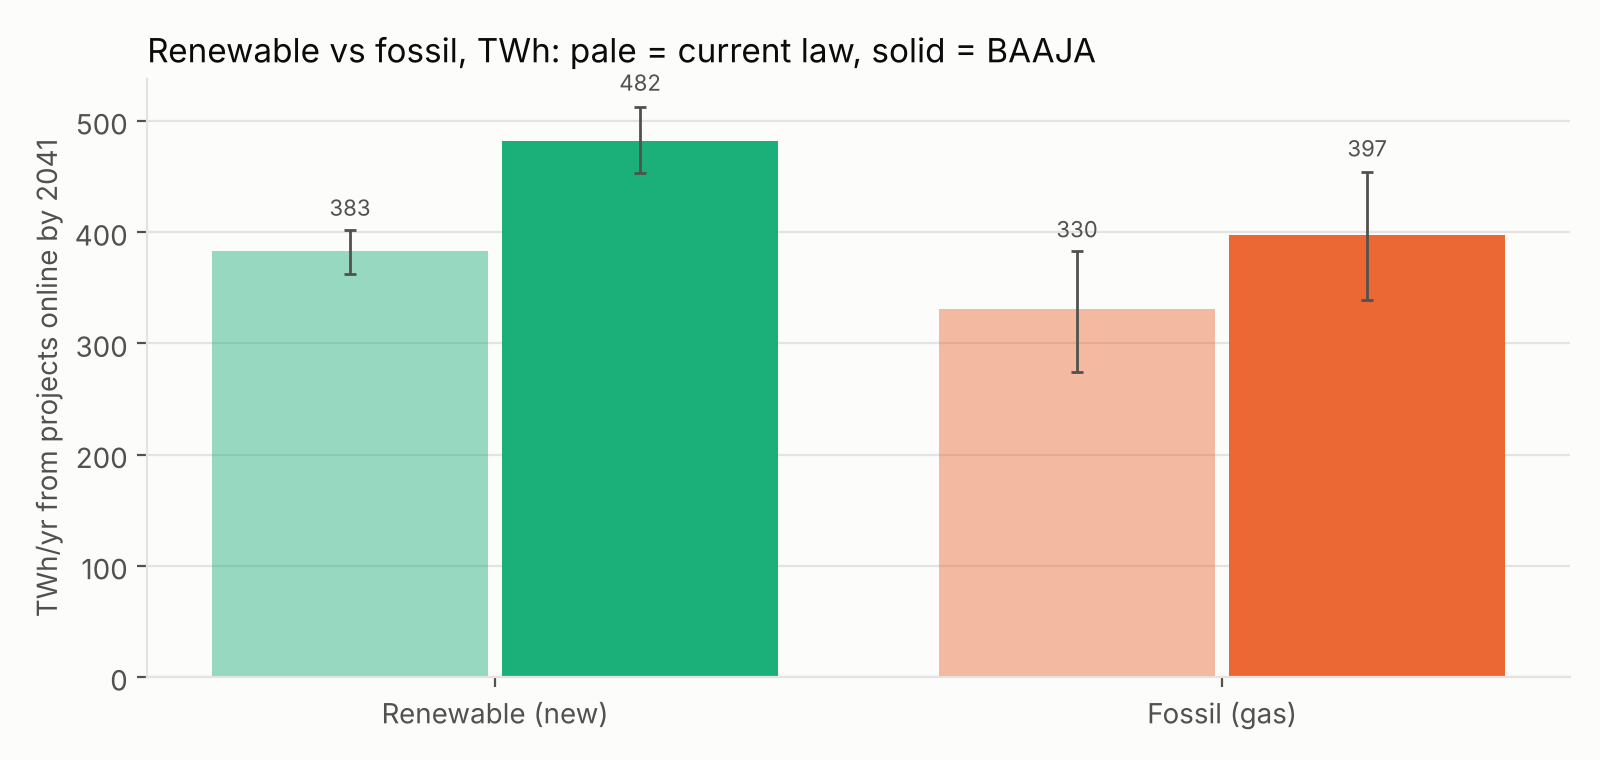 Renewable vs fossil, TWh: pale = current law, solid = BAAJA
482
383
330
397
TWh/yr from projects online by 2041
500
400
300
200
100
0
Renewable (new)
Fossil (gas)